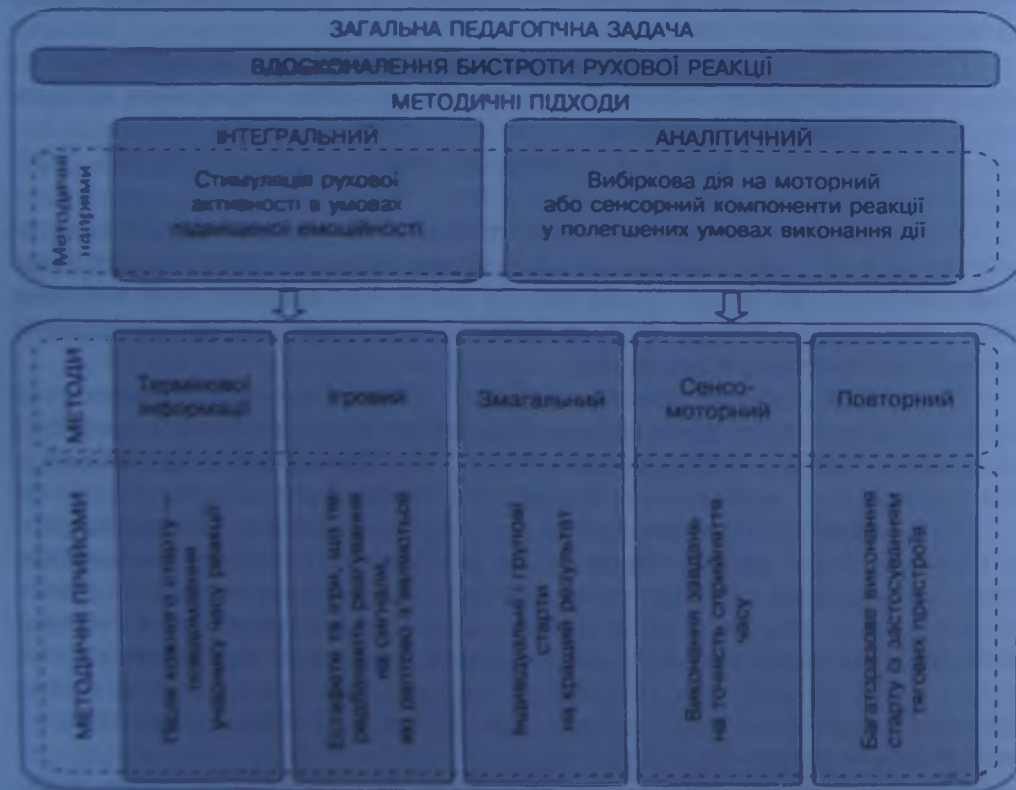 ЗАГАЛЬНА ПЕДАГОГІЧНА ЗАДАЧА
ВДОСКОНАЛЕННЯ БИСТРОТИ РУХОВОЇ РЕАКЦІЇ
МЕТОДИЧНІ ПІДХОДИ
ІНТЕГРАЛЬНИЙ
АНАЛІТИЧНИЙ
Методичні
напрями
Стимуляція рухової
активності в умовах
підвищеної емоційності
Вибіркова дія на моторний
або сенсорний компоненти реакції
у полегшених умовах виконання дії
МЕТОДИ
Термінової
інформації
Ігровий
Змагальний
Сенсо-
моторний
Повторний
МЕТОДИЧНІ ПРИЙОМИ
Після кожного старту —
повідомлення
учаснику часу реакції
Естафети та ігри, що пе-
редбачають реагування
на сигнали,
які раптово з'являються
Індивідуальні і групові
старти
на кращий результат
Виконання завдань
на точність сприйняття
часу
Багаторазове виконання
старту із застосуванням
тягових пристроїв